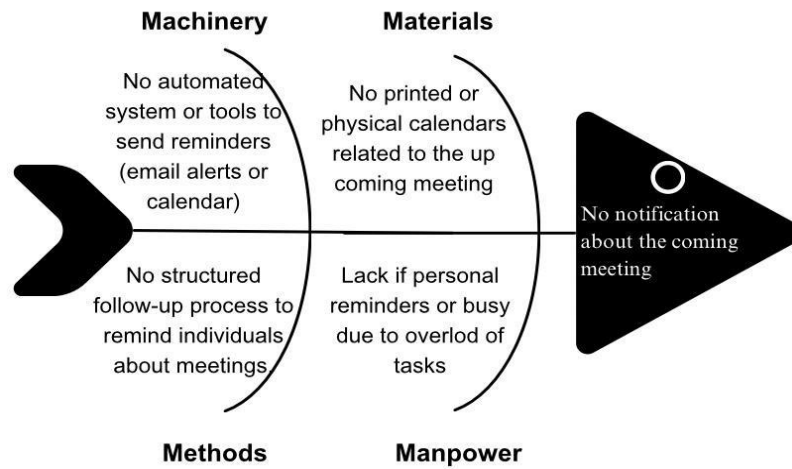 Machinery
No automated
system or tools to
send reminders
(email alerts or
calendar)
Materials
No printed or
physical calendars
related to the up
coming meeting
No notification
about the coming
meeting
No structured
follow-up process to
remind individuals
about meetings.
Methods
Lack if personal
reminders or busy
due to overlod of
tasks
Manpower